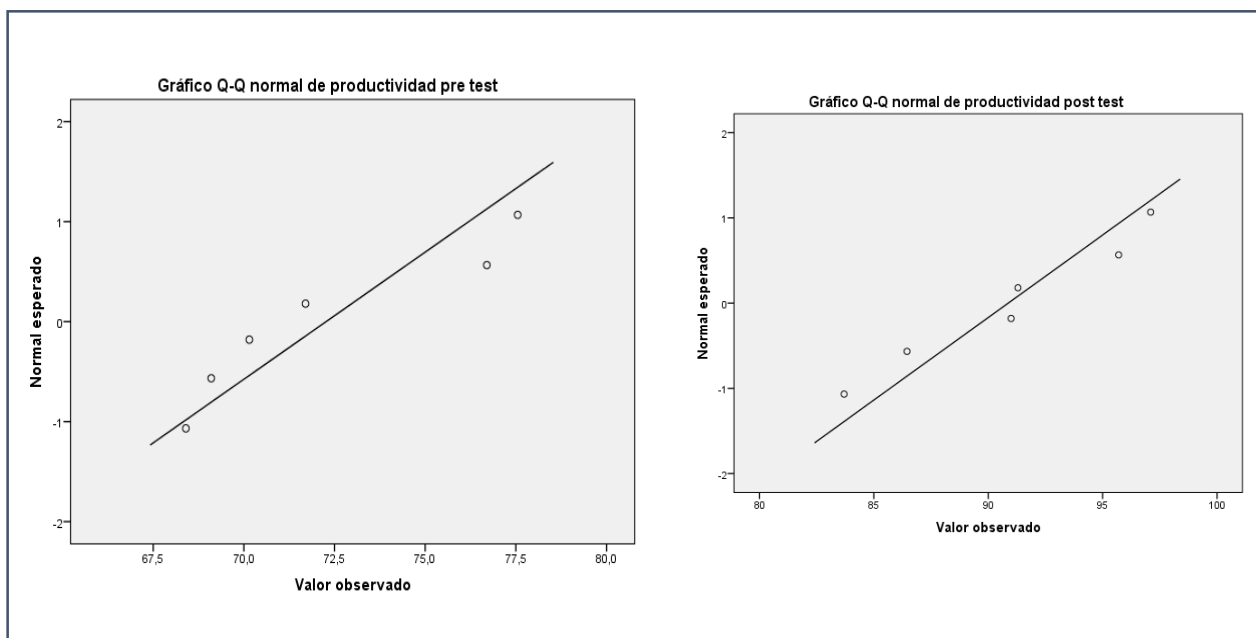 Gráfico Q-Q normal de productividad pre test
2
1
0
-1
-2
Normal esperado
67,5 70,0 72,5 75,0 77,5 80,0
Valor observado
Gráfico Q-Q normal de productividad post test
2
1
0
-1
-2
Normal esperado
80 85 90 95 100
Valor observado